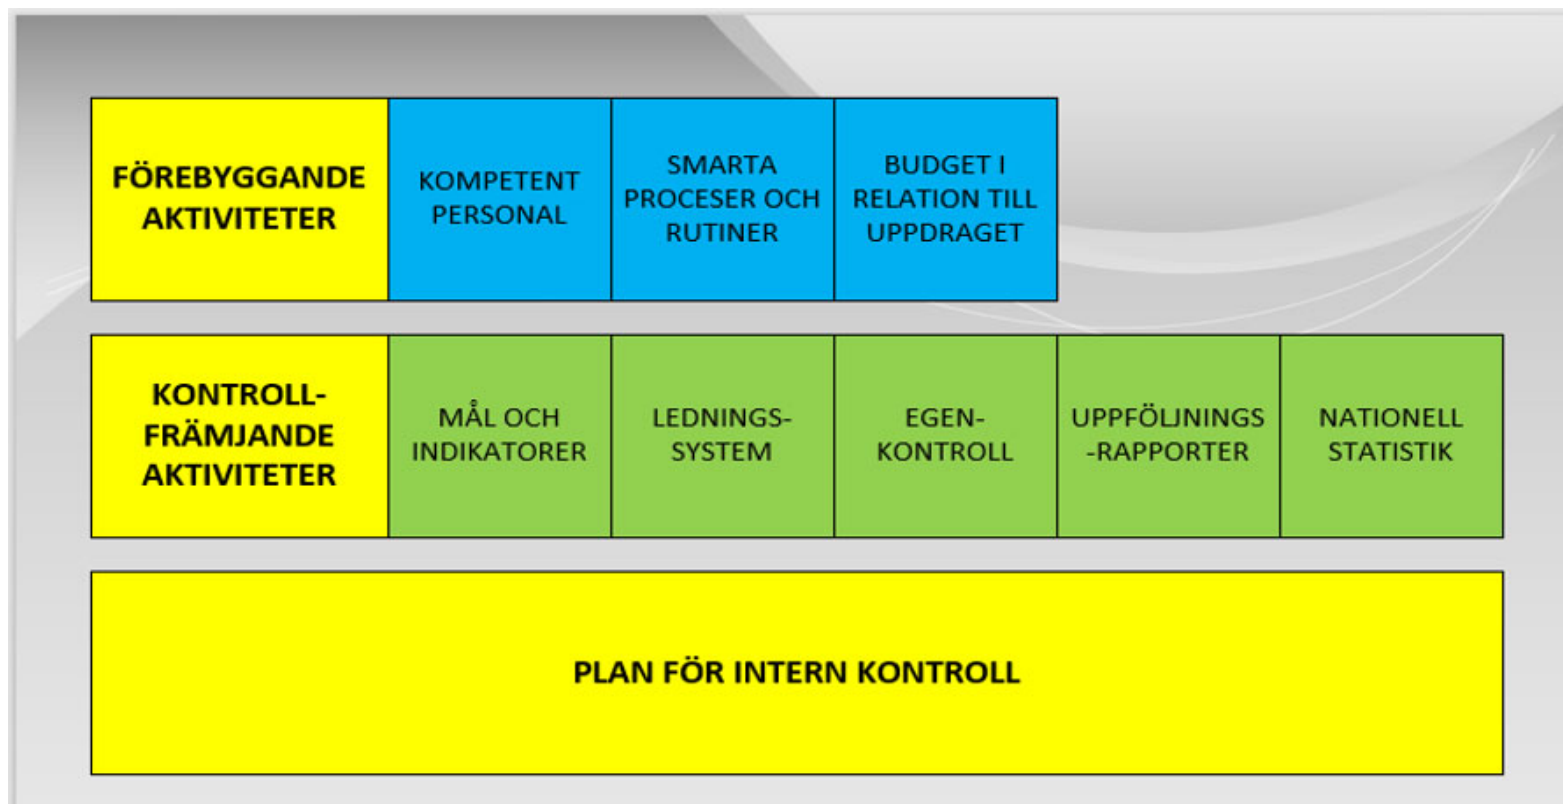 FÖREBYGGANDE
AKTIVITETER
KOMPETENT
PERSONAL
SMARTA
PROCESER OCH
RUTINER
BUDGET I
RELATION TILL
UPPDRAGET
KONTROLL-
FRÄMJANDE
AKTIVITETER
MÅL OCH
INDIKATORER
LEDNINGS-
SYSTEM
EGEN-
KONTROLL
UPPFÖLJNINGS
-RAPPORTER
NATIONELL
STATISTIK
PLAN FÖR INTERN KONTROLL